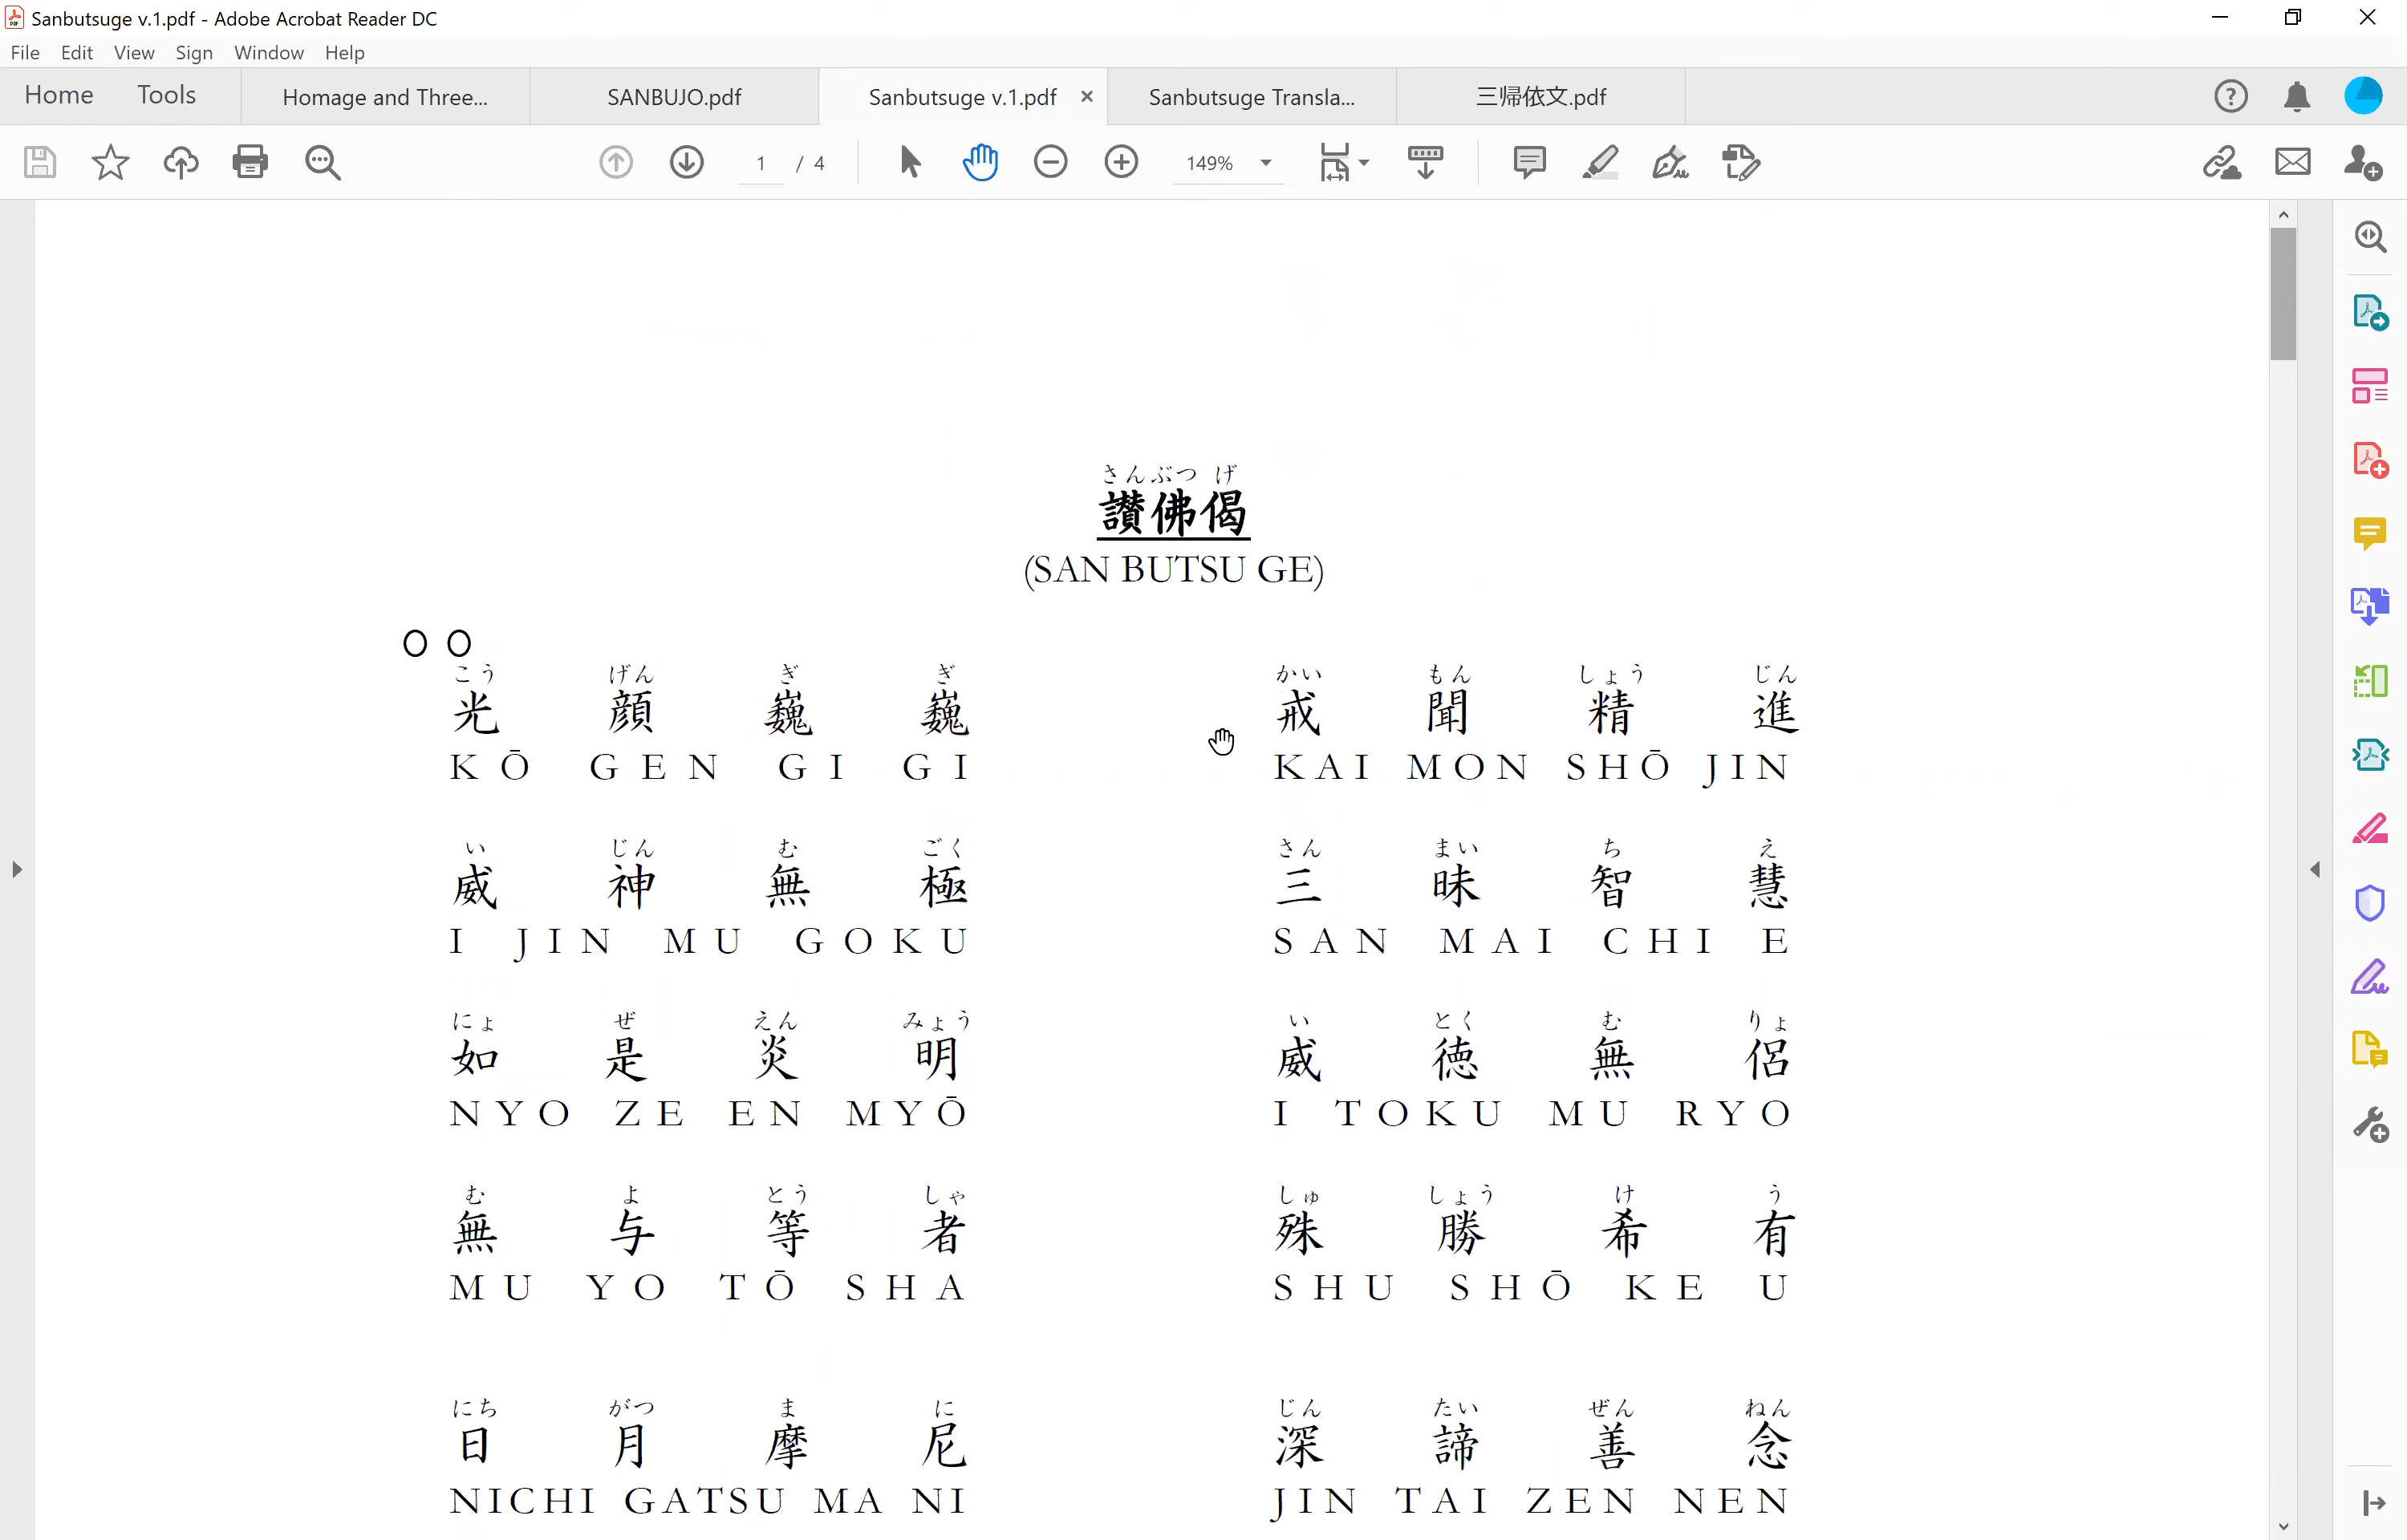 Sanbutsuge v.1.pdf - Adobe Acrobat Reader DC
File Edit View Sign Window Help
Home Tools Homage and Three... SANBUJO.pdf Sanbutsuge v.1.pdf Sanbutsuge Transla... 三帰依文.pdf
1 / 4 149%
さんぶつ げ
讃佛偈
(SAN BUTSU GE)
こう げん ぎ ぎ
光 顔 巍 巍
KŌ GEN GI GI
かい もん しょう じん
戒 聞 精 進
KAI MON SHŌ JIN
い じん む ごく
威 神 無 極
I JIN MU GOKU
さん まい ち え
三 昧 智 慧
SAN MAI CHI E
にょ ぜ えん みょう
如 是 炎 明
NYO ZE EN MYŌ
い とく む りょ
威 徳 無 侶
I TOKU MU RYO
む よ とう しゃ
無 与 等 者
MU YO TŌ SHA
しゅ しょう け う
殊 勝 希 有
SHU SHŌ KE U
にち がつ ま に
日 月 摩 尼
NICHI GATSU MA NI
じん たい ぜん ねん
深 諦 善 念
JIN TAI ZEN NEN